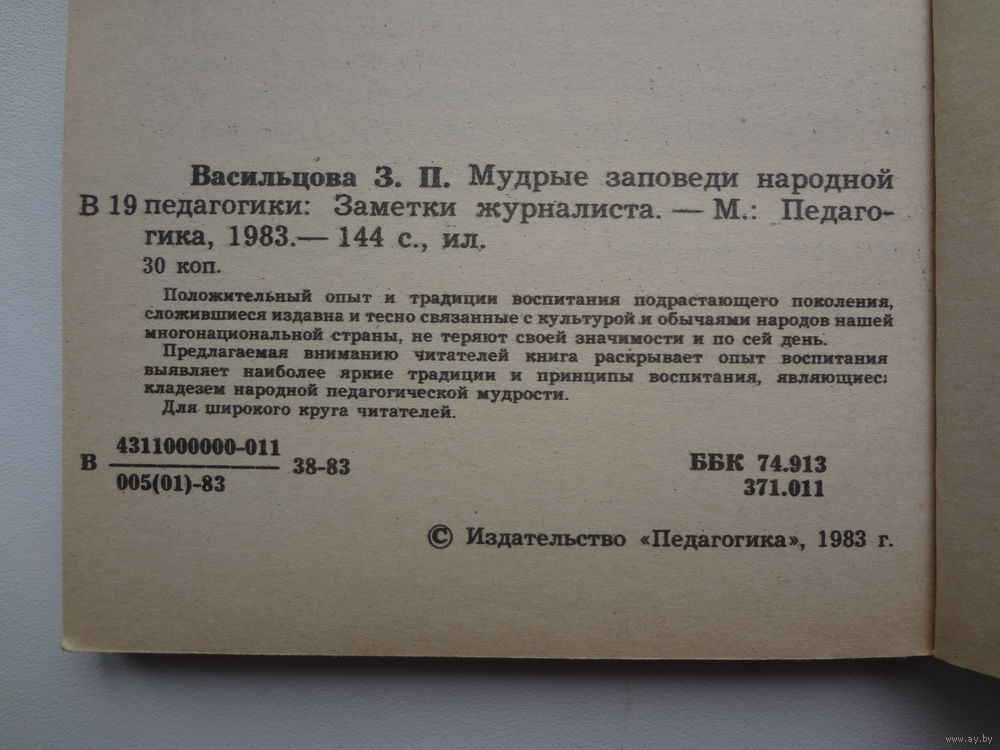 Васильцова З. П. Мудрые заповеди народной
В 19 педагогики: Заметки журналиста. — М.: Педаго-
гика, 1983.— 144 с., ил.
30 коп.
Положительный опыт и традиции воспитания подрастающего поколения,
сложившиеся издавна и тесно связанные с культурой и обычаями народов нашей
многонациональной страны, не теряют своей значимости и по сей день.
Предлагаемая вниманию читателей книга раскрывает опыт воспитания
выявляет наиболее яркие традиции и принципы воспитания, являющиеся
кладезем народной педагогической мудрости.
Для широкого круга читателей.
В 4311000000-011 38-83
005(01)-83
ББК 74.913
371.011
© Издательство «Педагогика», 1983 г.
www.ay.by